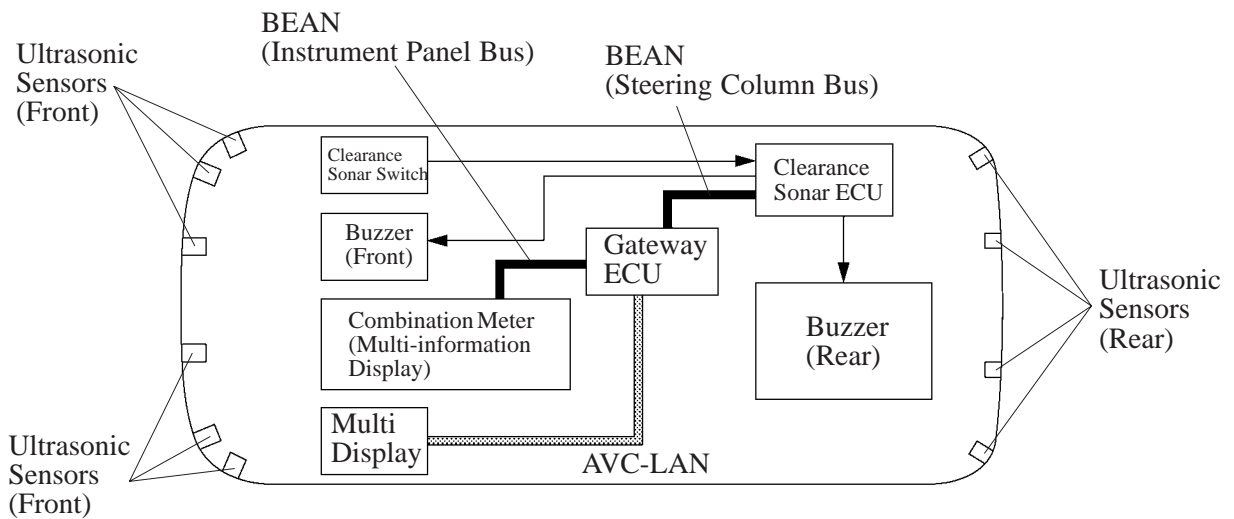 BEAN
(Instrument Panel Bus)
Ultrasonic
Sensors
(Front)
BEAN
(Steering Column Bus)
Clearance
Sonar Switch
Clearance
Sonar ECU
Buzzer
(Front)
Gateway
ECU
Combination Meter
(Multi-information
Display)
Buzzer
(Rear)
Ultrasonic
Sensors
(Rear)
Multi
Display
AVC-LAN
Ultrasonic
Sensors
(Front)